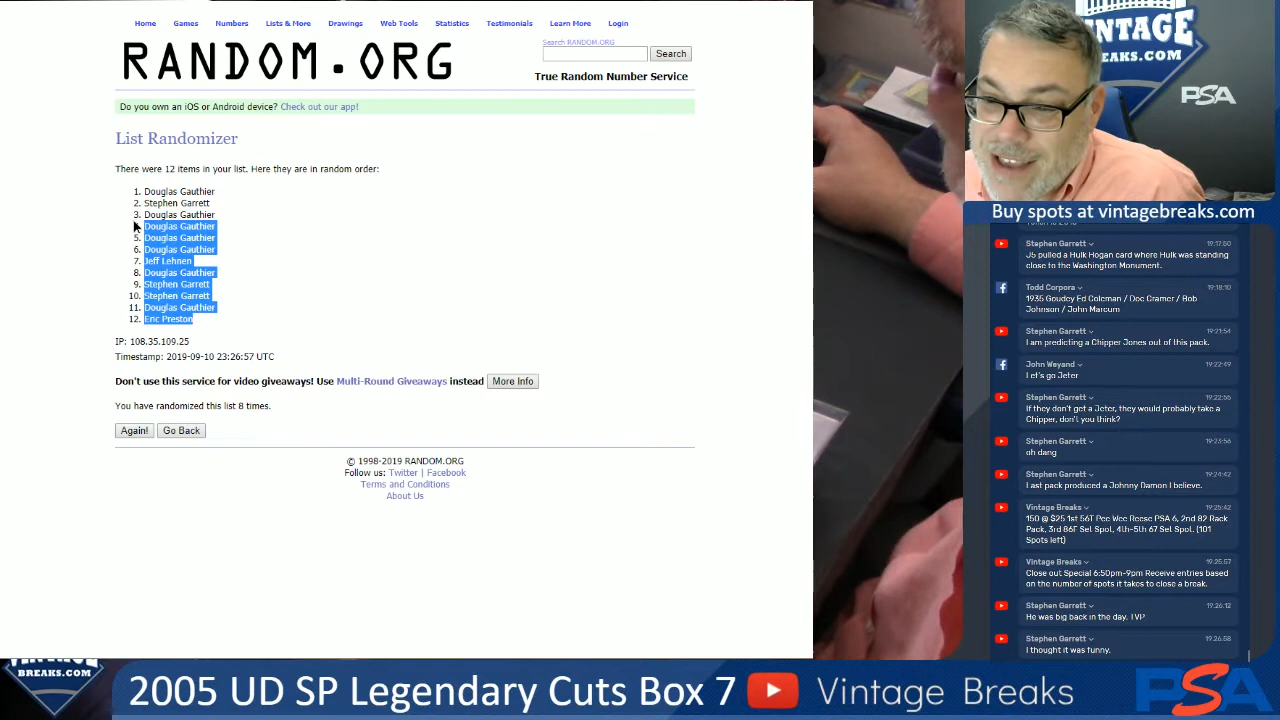 Home Games Numbers Lists & More Drawings Web Tools Statistics Testimonials Learn More Login
RANDOM.ORG
Search RANDOM.ORG
Search
True Random Number Service
Do you own an iOS or Android device? Check out our app!
List Randomizer
There were 12 items in your list. Here they are in random order:
1. Douglas Gauthier
2. Stephen Garrett
3. Douglas Gauthier
Douglas Gauthier
5. Douglas Gauthier
6. Douglas Gauthier
7. Jeff Lehnen
8. Douglas Gauthier
9. Stephen Garrett
10. Stephen Garrett
11. Douglas Gauthier
12. Eric Preston
IP: 108.35.109.25
Timestamp: 2019-09-10 23:26:57 UTC
Don't use this service for video giveaways! Use Multi-Round Giveaways instead More Info
You have randomized this list 8 times.
Again! Go Back
© 1998-2019 RANDOM.ORG
Follow us: Twitter | Facebook
Terms and Conditions
About Us
VINTAGE
BREAKS.COM
PSA
Buy spots at vintagebreaks.com
Stephen Garrett 19:17:50
J5 pulled a Hulk Hogan card where Hulk was standing
close to the Washington Monument.
Todd Corpora 19:18:10
1935 Goudey Ed Coleman / Doc Cramer / Bob
Johnson / John Marcum
Stephen Garrett 19:21:54
I am predicting a Chipper Jones out of this pack.
John Weyand 19:22:49
Let's go Jeter
Stephen Garrett 19:22:55
If they don't get a Jeter, they would probably take a
Chipper, don't you think?
Stephen Garrett 19:23:56
oh dang
Stephen Garrett 19:24:42
Last pack produced a Johnny Damon I believe.
Vintage Breaks 19:25:42
150 @ $25 1st 56T Pee Wee Reese PSA 6, 2nd 82 Rack
Pack, 3rd 86F Set Spot, 4th-5th 67 Set Spot. (101
Spots left)
Vintage Breaks 19:25:57
Close out Special 6:50pm-9pm Receive entries based
on the number of spots it takes to close a break.
Stephen Garrett 19:26:12
He was big back in the day. TVP
Stephen Garrett 19:26:58
I thought it was funny.
VINTAGE
BREAKS.COM
2005 UD SP Legendary Cuts Box 7
Vintage Breaks
PSA